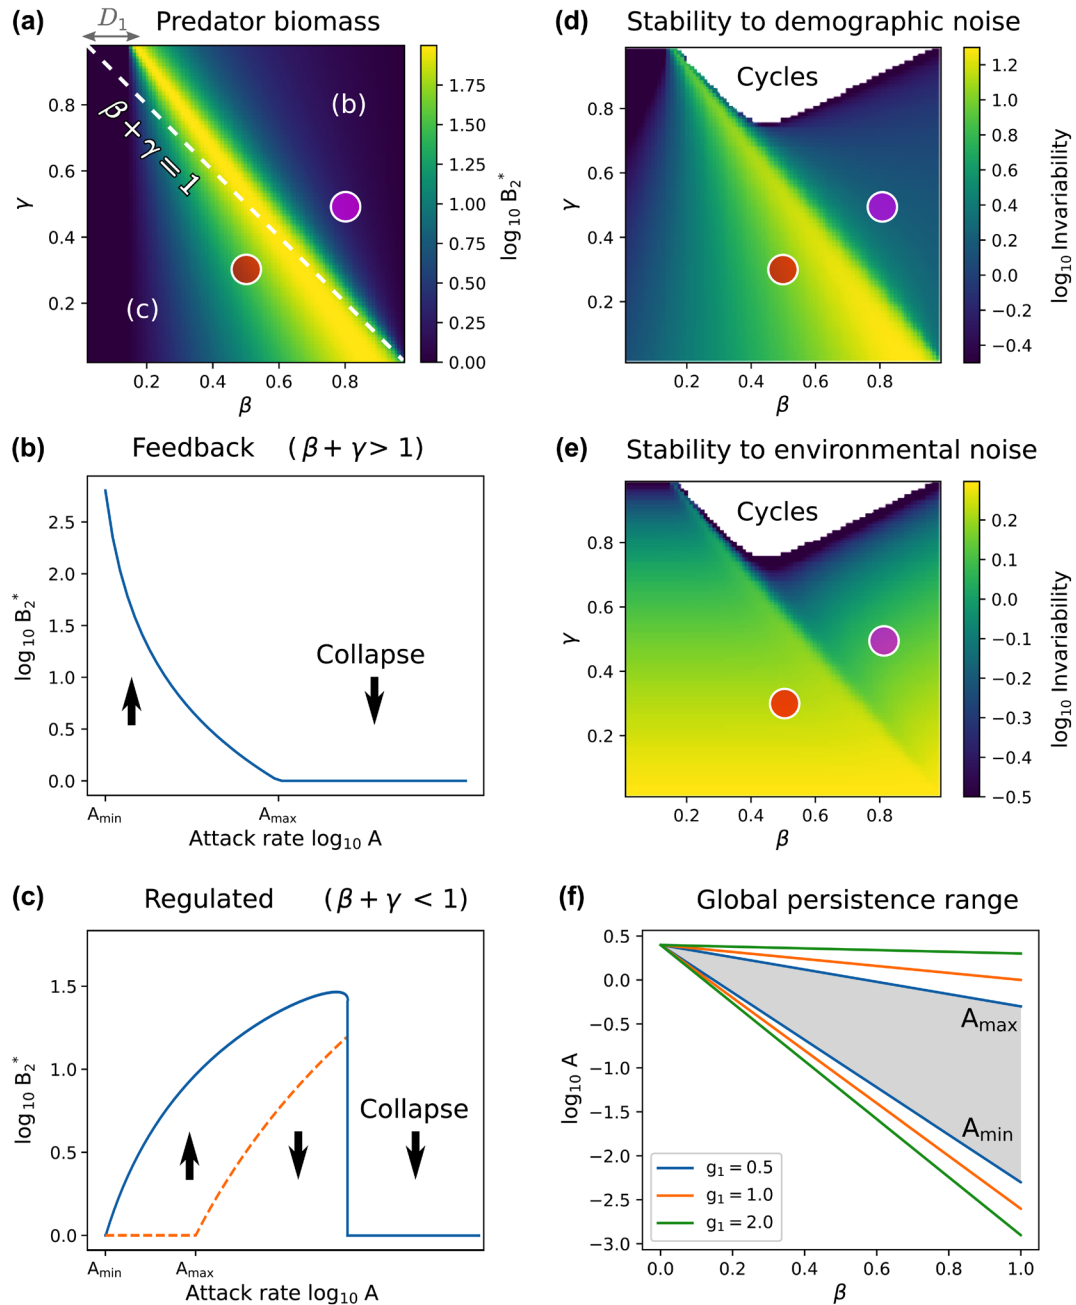 (a)
D₁
Predator biomass
β + γ = 1
(b)
(c)
0.8
0.6
0.4
0.2
γ
0.2 0.4 0.6 0.8
β
1.75
1.50
1.25
1.00
0.75
0.50
0.25
0.00
log₁₀ B₂*
(d)
Stability to demographic noise
Cycles
0.8
0.6
0.4
0.2
γ
0.2 0.4 0.6 0.8
β
1.2
1.0
0.8
0.6
0.4
0.2
0.0
−0.2
−0.4
log₁₀ Invariability
(b)
Feedback (β + γ > 1)
2.5
2.0
1.5
1.0
0.5
0.0
log₁₀ B₂*
Collapse
Aₘᵢₙ Aₘₐₓ
Attack rate log₁₀ A
(e)
Stability to environmental noise
Cycles
0.8
0.6
0.4
0.2
γ
0.2 0.4 0.6 0.8
β
0.2
0.1
0.0
−0.1
−0.2
−0.3
−0.4
−0.5
log₁₀ Invariability
(c)
Regulated (β + γ < 1)
1.5
1.0
0.5
0.0
log₁₀ B₂*
Collapse
Aₘᵢₙ Aₘₐₓ
Attack rate log₁₀ A
(f)
Global persistence range
0.5
0.0
−0.5
−1.0
−1.5
−2.0
−2.5
−3.0
log₁₀ A
Aₘₐₓ
Aₘᵢₙ
g₁ = 0.5
g₁ = 1.0
g₁ = 2.0
0.0 0.2 0.4 0.6 0.8 1.0
β